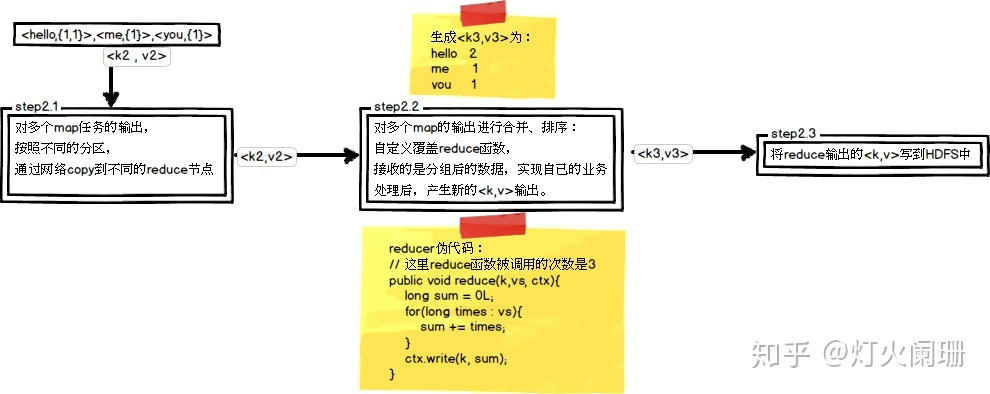 <hello,{1,1}>,<me,{1}>,<you,{1}>
<k2 , v2>
step2.1
对多个map任务的输出，
按照不同的分区，
通过网络copy到不同的reduce节点
<k2,v2>
生成<k3,v3>为：
hello 2
me 1
vou 1
step2.2
对多个map的输出进行合并、排序：
自定义覆盖reduce函数，
接收的是分组后的数据，实现自己的业务
处理后，产生新的<k,v>输出。
<k3,v3>
step2.3
将reduce输出的<k,v>写到HDFS中
reducer伪代码：
// 这里reduce函数被调用的次数是3
public void reduce(k,vs, ctx){
long sum = 0L;
for(long times : vs){
sum += times;
}
ctx.write(k, sum);
}
知乎 @灯火阑珊